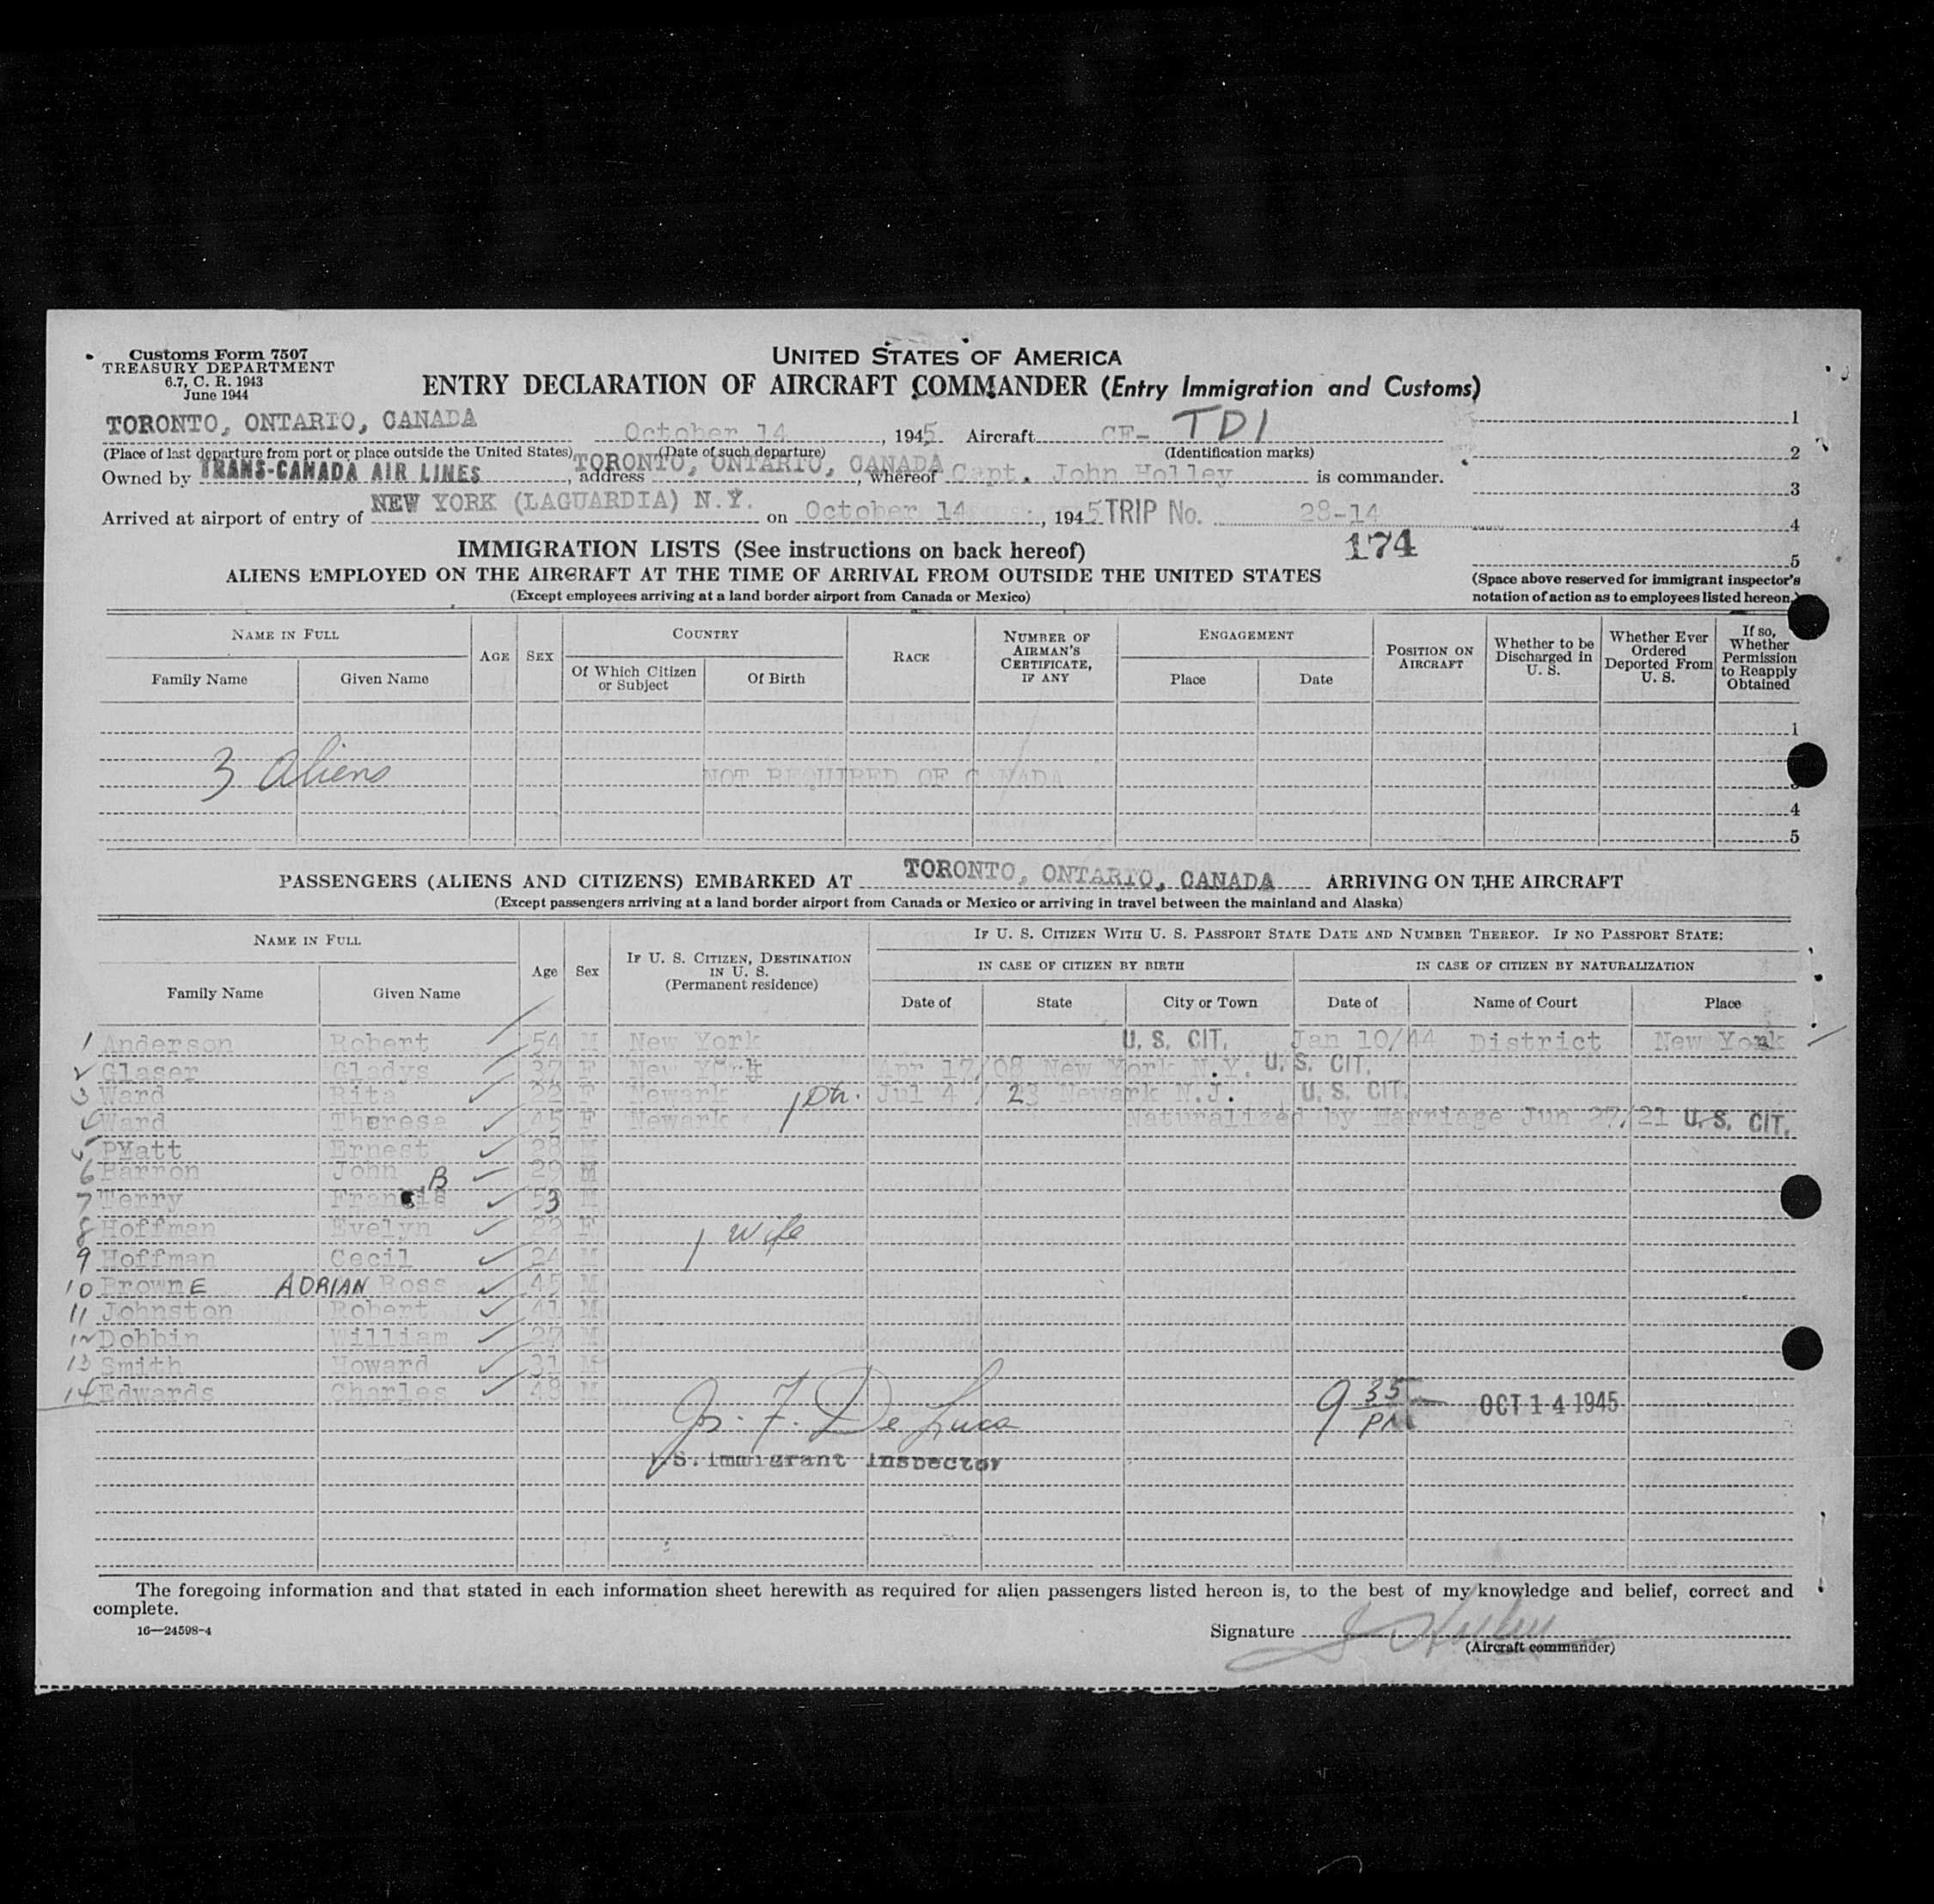 Customs Form 7507
TREASURY DEPARTMENT
6.7, C. R. 1943
June 1944
UNITED STATES OF AMERICA
ENTRY DECLARATION OF AIRCRAFT COMMANDER (Entry Immigration and Customs)
TORONTO, ONTARIO, CANADA October 14, 1945 Aircraft CF- TDI
(Place of last departure from port or place outside the United States) (Date of such departure) (Identification marks)
Owned by TRANS-CANADA AIR LINES, address TORONTO, ONTARIO, CANADA, whereof Capt. John Holley is commander.
Arrived at airport of entry of NEW YORK (LAGUARDIA) N.Y. on October 14, 1945 TRIP No. 28-14
1
2
3
4
5
(Space above reserved for immigrant inspector's notation of action as to employees listed hereon.)
174
IMMIGRATION LISTS (See instructions on back hereof)
ALIENS EMPLOYED ON THE AIRCRAFT AT THE TIME OF ARRIVAL FROM OUTSIDE THE UNITED STATES
(Except employees arriving at a land border airport from Canada or Mexico)
NAME IN FULL AGE SEX COUNTRY RACE NUMBER OF AIRMAN'S CERTIFICATE, IF ANY ENGAGEMENT POSITION ON AIRCRAFT Whether to be Discharged in U. S. Whether Ever Ordered Deported From U. S. If so, Whether Permission to Reapply Obtained
Family Name Given Name Of Which Citizen or Subject Of Birth Place Date
1
3 Aliens NOT REQUIRED OF CANADA
3
4
5
PASSENGERS (ALIENS AND CITIZENS) EMBARKED AT TORONTO, ONTARIO, CANADA ARRIVING ON THE AIRCRAFT
(Except passengers arriving at a land border airport from Canada or Mexico or arriving in travel between the mainland and Alaska)
NAME IN FULL Age Sex IF U. S. CITIZEN, DESTINATION IN U. S. (Permanent residence) IF U. S. CITIZEN WITH U. S. PASSPORT STATE DATE AND NUMBER THEREOF. IF NO PASSPORT STATE:
IN CASE OF CITIZEN BY BIRTH IN CASE OF CITIZEN BY NATURALIZATION
Family Name Given Name Date of State City or Town Date of Name of Court Place
1 Anderson Robert 54 M New York U. S. CIT. Jan 10/44 District New York
2 Glaser Gladys 37 F New York Apr 17/08 New York N.Y. U. S. CIT.
3 Ward Rita 22 F Newark 1 Dtr. Jul 4 / 23 Newark N.J. U. S. CIT.
4 Ward Theresa 45 F Newark Naturalized by Marriage Jun 27/21 U. S. CIT.
5 Pyatt Ernest 28 M
6 Barron John B 29 M
7 Terry Francis 53 M
8 Hoffman Evelyn 22 F 1 wife
9 Hoffman Cecil 24 M
10 BrownE ADRIAN Ross 45 M
11 Johnston Robert 41 M
12 Dobbin William 27 M
13 Smith Howard 31 M
14 Edwards Charles 48 M
Jos. F. De Luca
U.S. Immigrant Inspector
9 35 PM OCT 14 1945
The foregoing information and that stated in each information sheet herewith as required for alien passengers listed hereon is, to the best of my knowledge and belief, correct and
complete.
16—24598-4
Signature J Holley
(Aircraft commander)